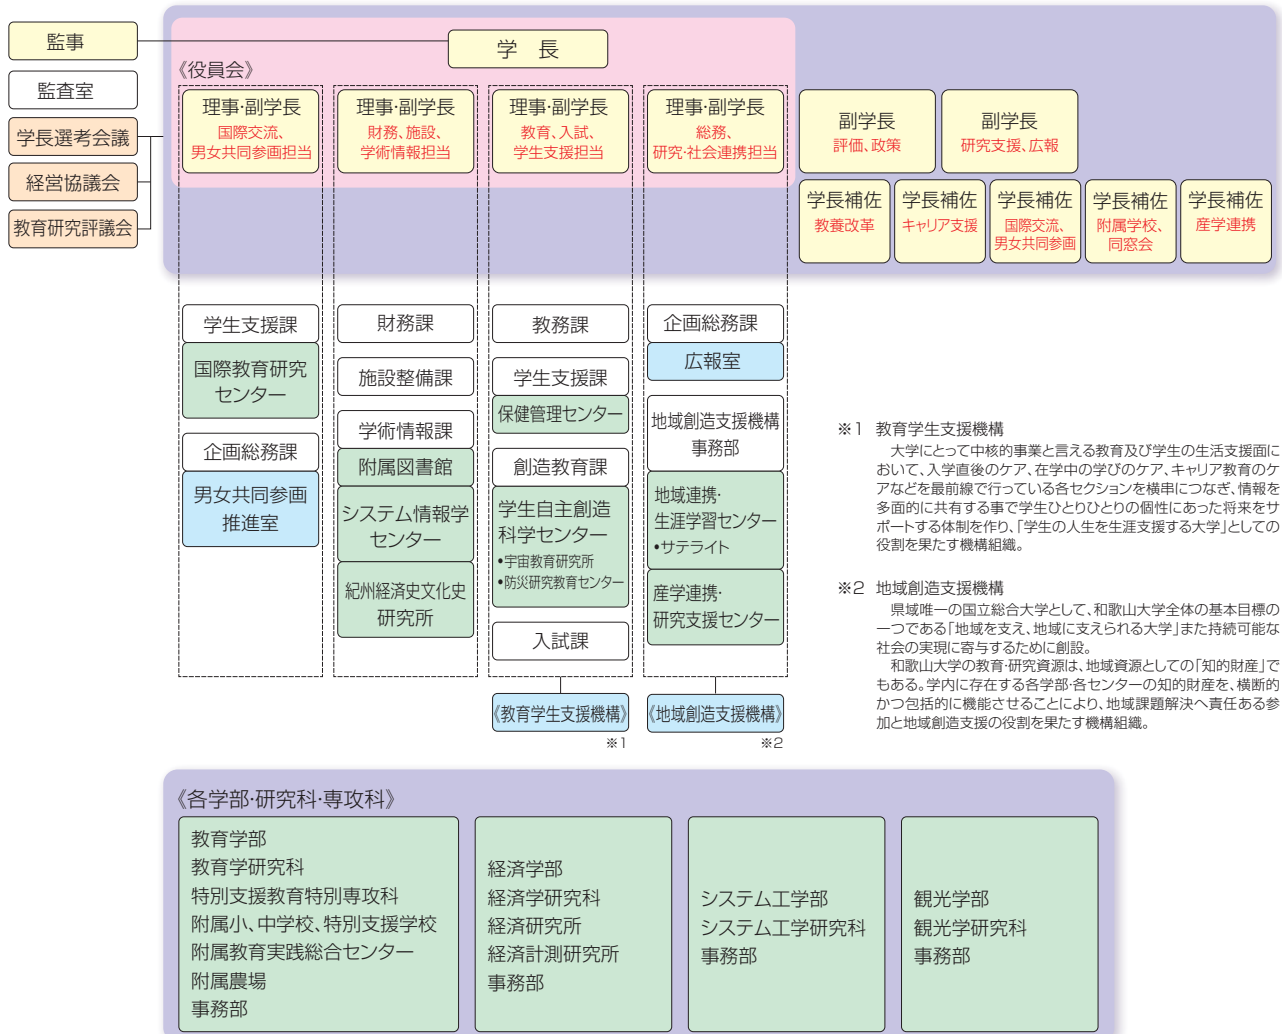 監事
学 長
《役員会》
監査室
学長選考会議
経営協議会
教育研究評議会
理事・副学長
国際交流、
男女共同参画担当
理事・副学長
財務、施設、
学術情報担当
理事・副学長
教育、入試、
学生支援担当
理事・副学長
総務、
研究・社会連携担当
副学長
評価、政策
副学長
研究支援、広報
学長補佐
教養改革
学長補佐
キャリア支援
学長補佐
国際交流、
男女共同参画
学長補佐
附属学校、
同窓会
学長補佐
産学連携
学生支援課
国際教育研究
センター
企画総務課
男女共同参画
推進室
財務課
施設整備課
学術情報課
附属図書館
システム情報学
センター
紀州経済史文化史
研究所
教務課
学生支援課
保健管理センター
創造教育課
学生自主創造
科学センター
•宇宙教育研究所
•防災研究教育センター
入試課
《教育学生支援機構》
※1
企画総務課
広報室
地域創造支援機構
事務部
地域連携・
生涯学習センター
•サテライト
産学連携・
研究支援センター
《地域創造支援機構》
※2
※1 教育学生支援機構
大学にとって中核的事業と言える教育及び学生の生活支援面に
おいて、入学直後のケア、在学中の学びのケア、キャリア教育のケ
アなどを最前線で行っている各セクションを横串につなぎ、情報を
多面的に共有する事で学生ひとりひとりの個性にあった将来をサ
ポートする体制を作り、「学生の人生を生涯支援する大学」としての
役割を果たす機構組織。
※2 地域創造支援機構
県域唯一の国立総合大学として、和歌山大学全体の基本目標の
一つである「地域を支え、地域に支えられる大学」また持続可能な
社会の実現に寄与するために創設。
和歌山大学の教育・研究資源は、地域資源としての「知的財産」で
もある。学内に存在する各学部・各センターの知的財産を、横断的
かつ包括的に機能させることにより、地域課題解決へ責任ある参
加と地域創造支援の役割を果たす機構組織。
《各学部・研究科・専攻科》
教育学部
教育学研究科
特別支援教育特別専攻科
附属小、中学校、特別支援学校
附属教育実践総合センター
附属農場
事務部
経済学部
経済学研究科
経済研究所
経済計測研究所
事務部
システム工学部
システム工学研究科
事務部
観光学部
観光学研究科
事務部